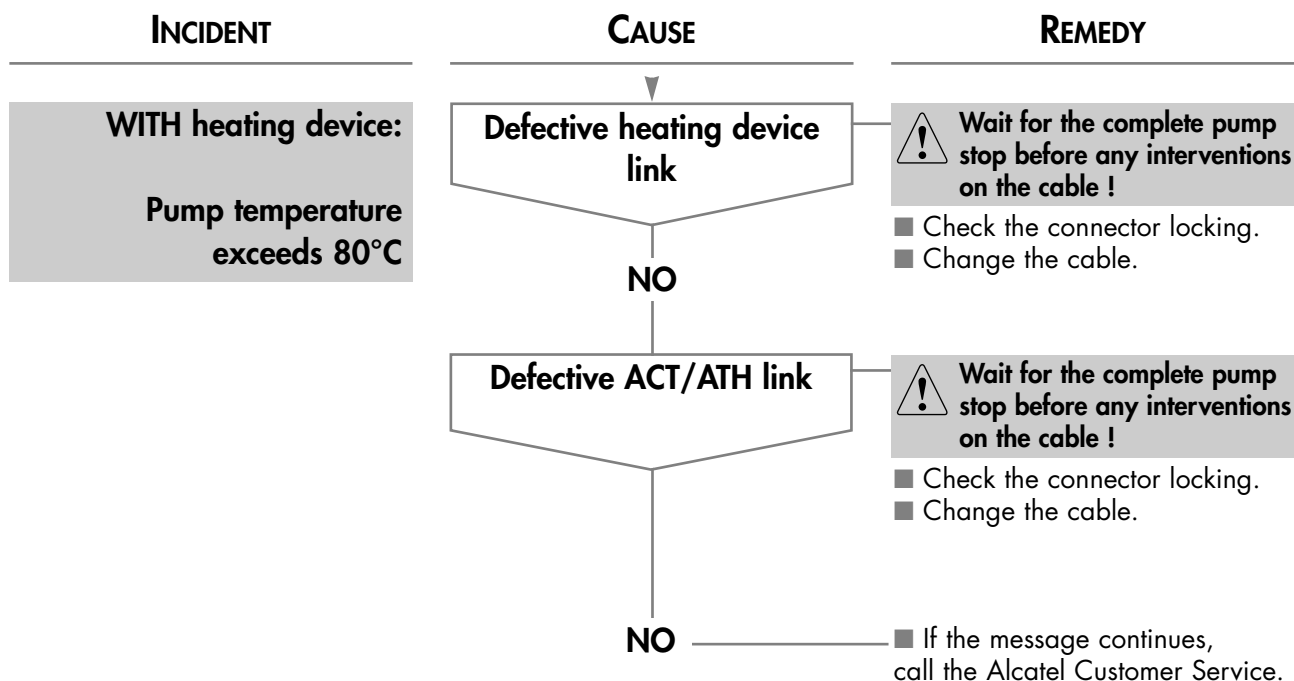 INCIDENT
CAUSE
REMEDY
WITH heating device:
Pump temperature
exceeds 80°C
Defective heating device
link
Wait for the complete pump
stop before any interventions
on the cable !
■ Check the connector locking.
■ Change the cable.
NO
Defective ACT/ATH link
Wait for the complete pump
stop before any interventions
on the cable !
■ Check the connector locking.
■ Change the cable.
NO
■ If the message continues,
call the Alcatel Customer Service.